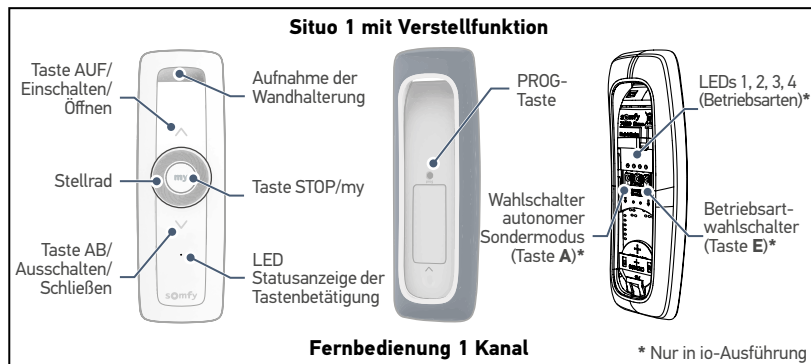 Situo 1 mit Verstellfunktion
Taste AUF/
Einschalten/
Öffnen
Aufnahme der
Wandhalterung
Stellrad
my
Taste STOP/my
Taste AB/
Ausschalten/
Schließen
LED
Statusanzeige der
Tastenbetätigung
somfy
PROG-
Taste
LEDs 1, 2, 3, 4
(Betriebsarten)*
somfy
Wahlschalter
autonomer
Sondermodus
(Taste A)*
Betriebsart-
wahlschalter
(Taste E)*
Fernbedienung 1 Kanal
* Nur in io-Ausführung